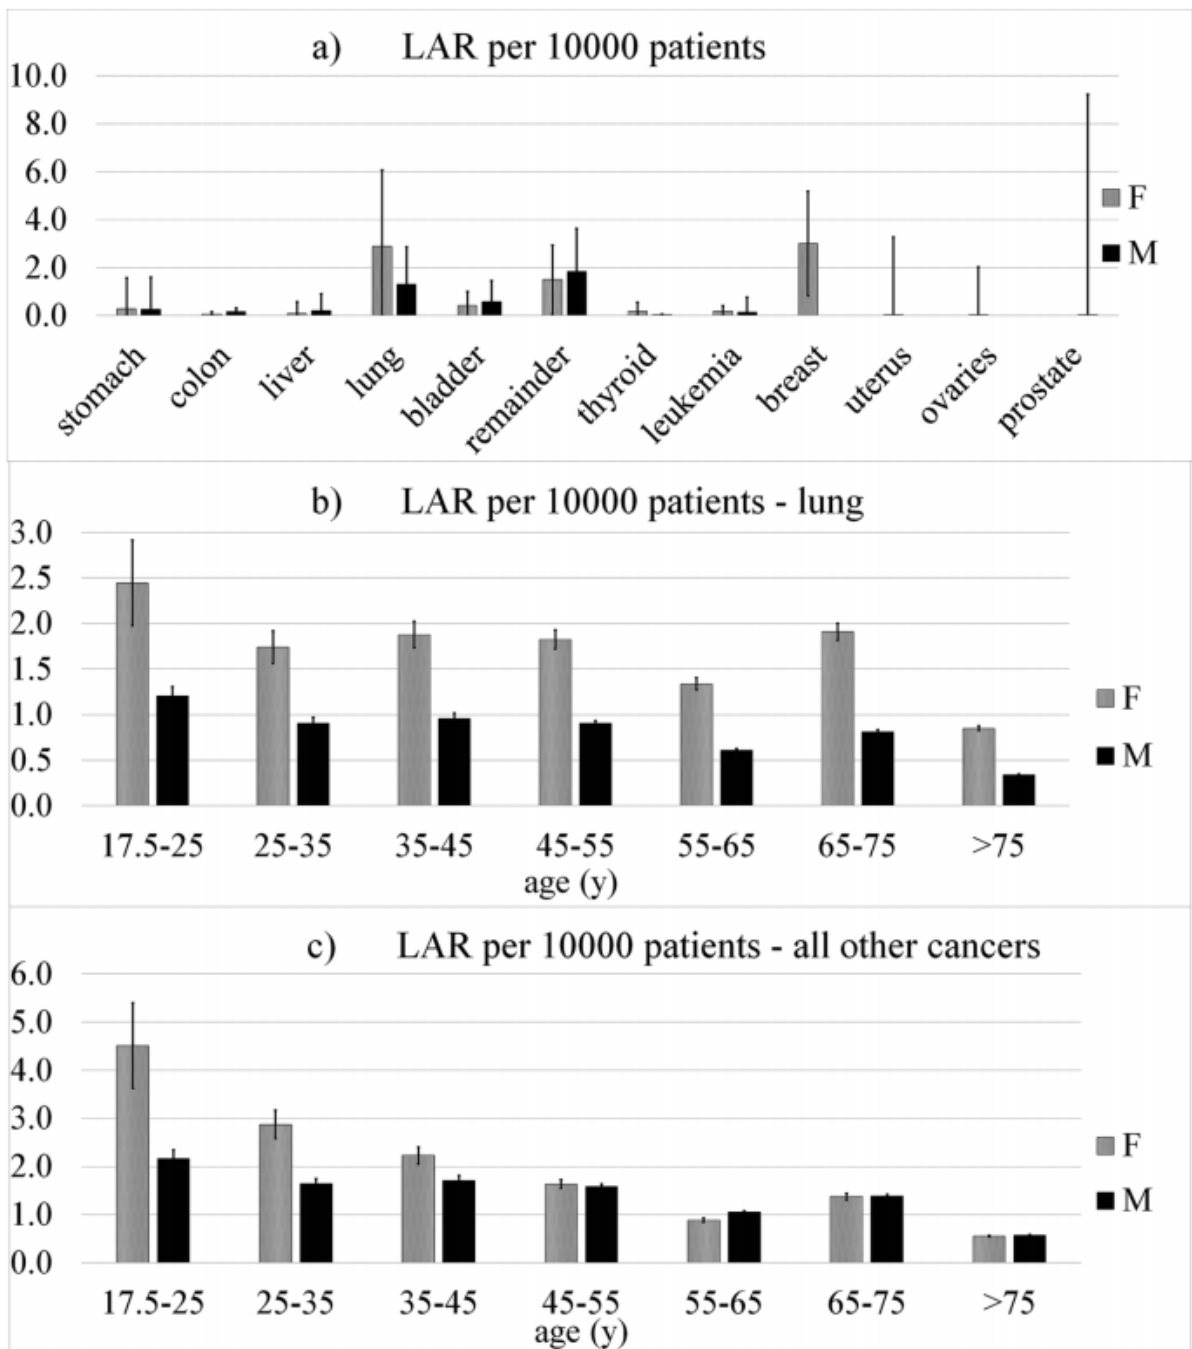 a) LAR per 10000 patients
10.0
8.0
6.0
4.0
2.0
0.0
F
M
stomach
colon
liver
lung
bladder
remainder
thyroid
leukemia
breast
uterus
ovaries
prostate
b) LAR per 10000 patients - lung
3.0
2.5
2.0
1.5
1.0
0.5
0.0
F
M
17.5-25 25-35 35-45 45-55 55-65 65-75 >75
age (y)
c) LAR per 10000 patients - all other cancers
6.0
5.0
4.0
3.0
2.0
1.0
0.0
F
M
17.5-25 25-35 35-45 45-55 55-65 65-75 >75
age (y)